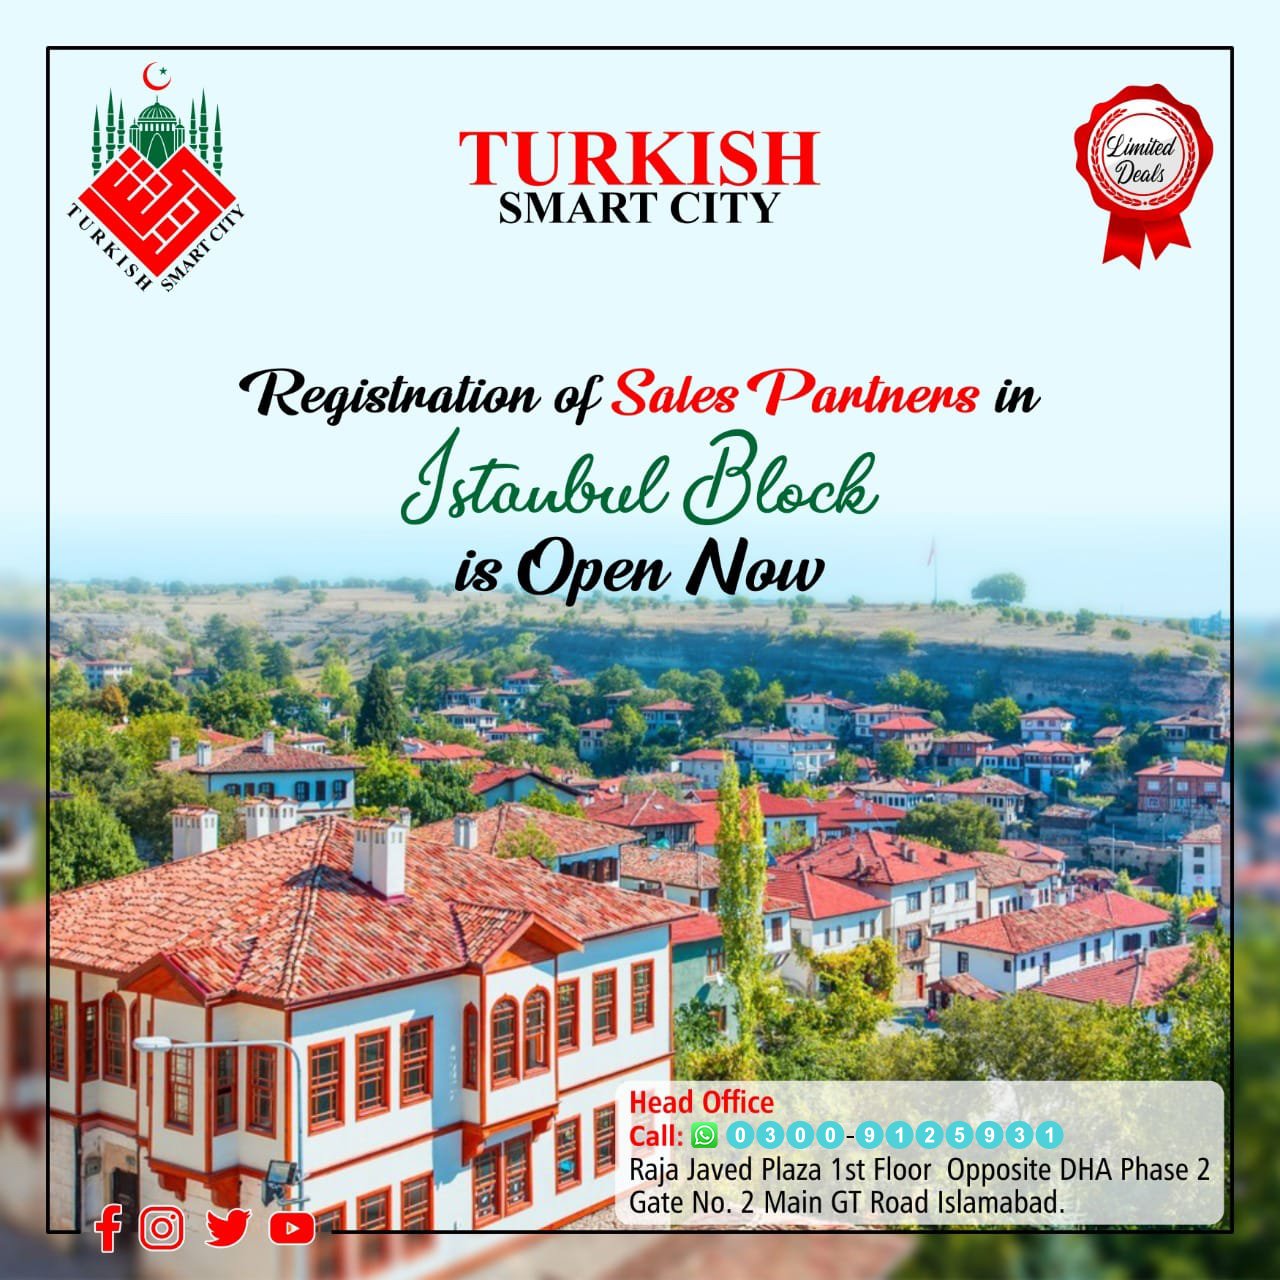 TURKISH SMART CITY
TURKISH
SMART CITY
Limited
Deals
Registration of Sales Partners in
Istanbul Block
is Open Now
Head Office
Call: 0300-9125931
Raja Javed Plaza 1st Floor Opposite DHA Phase 2
Gate No. 2 Main GT Road Islamabad.